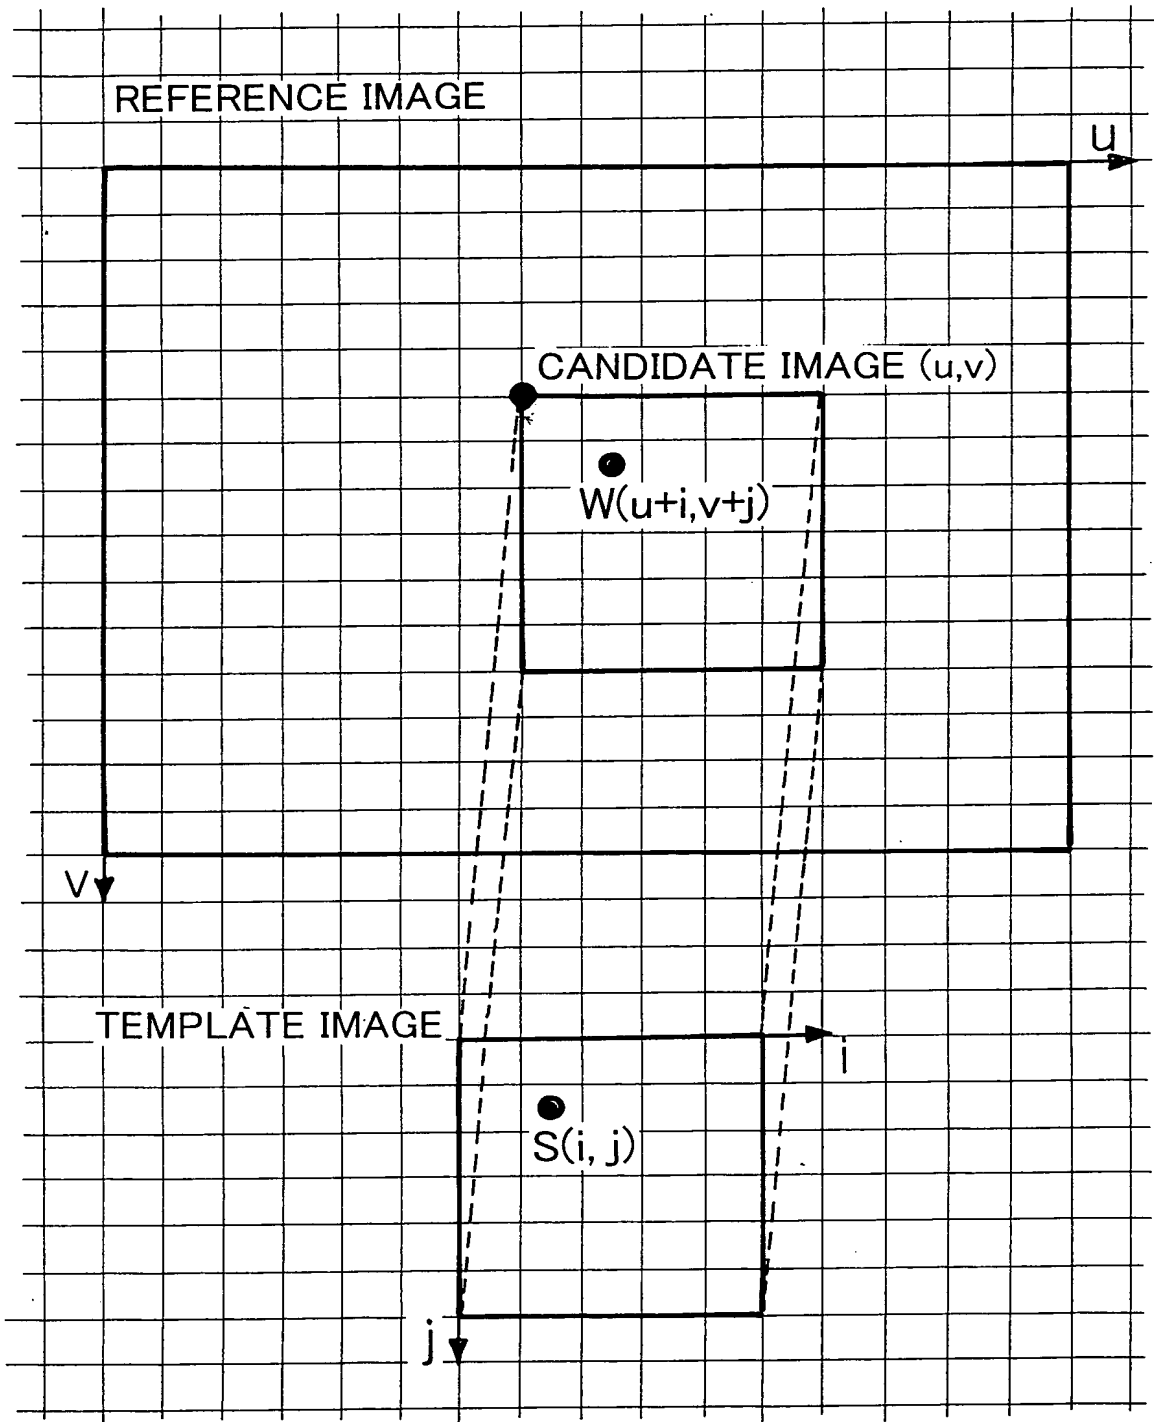 REFERENCE IMAGE
u
CANDIDATE IMAGE (u,v)
W(u+i,v+j)
v
TEMPLATE IMAGE
i
S(i, j)
j